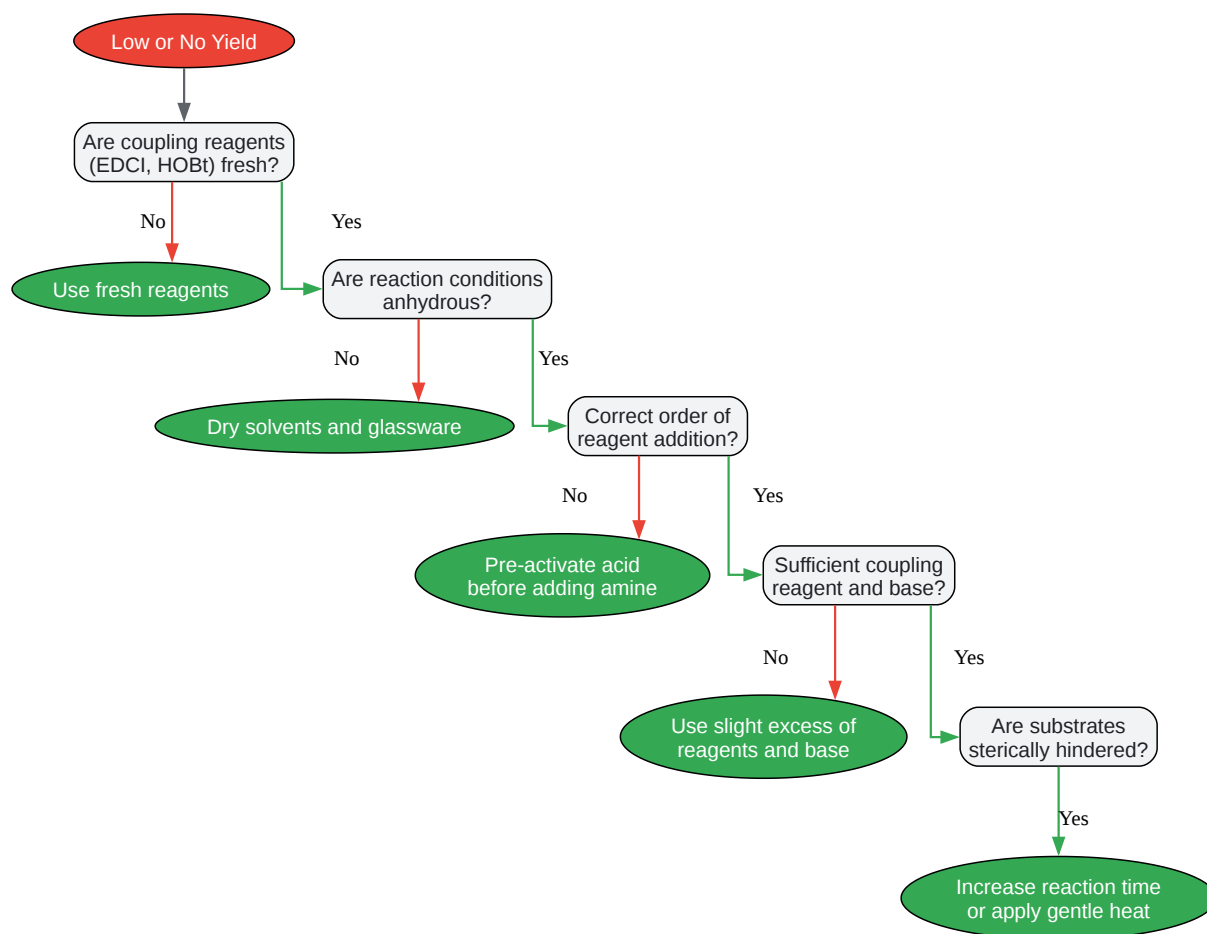 Low or No Yield
Are coupling reagents
(EDCI, HOBt) fresh?
No
Yes
Use fresh reagents
Are reaction conditions
anhydrous?
No
Yes
Dry solvents and glassware
Correct order of
reagent addition?
No
Yes
Pre-activate acid
before adding amine
Sufficient coupling
reagent and base?
No
Yes
Use slight excess of
reagents and base
Are substrates
sterically hindered?
Yes
Increase reaction time
or apply gentle heat